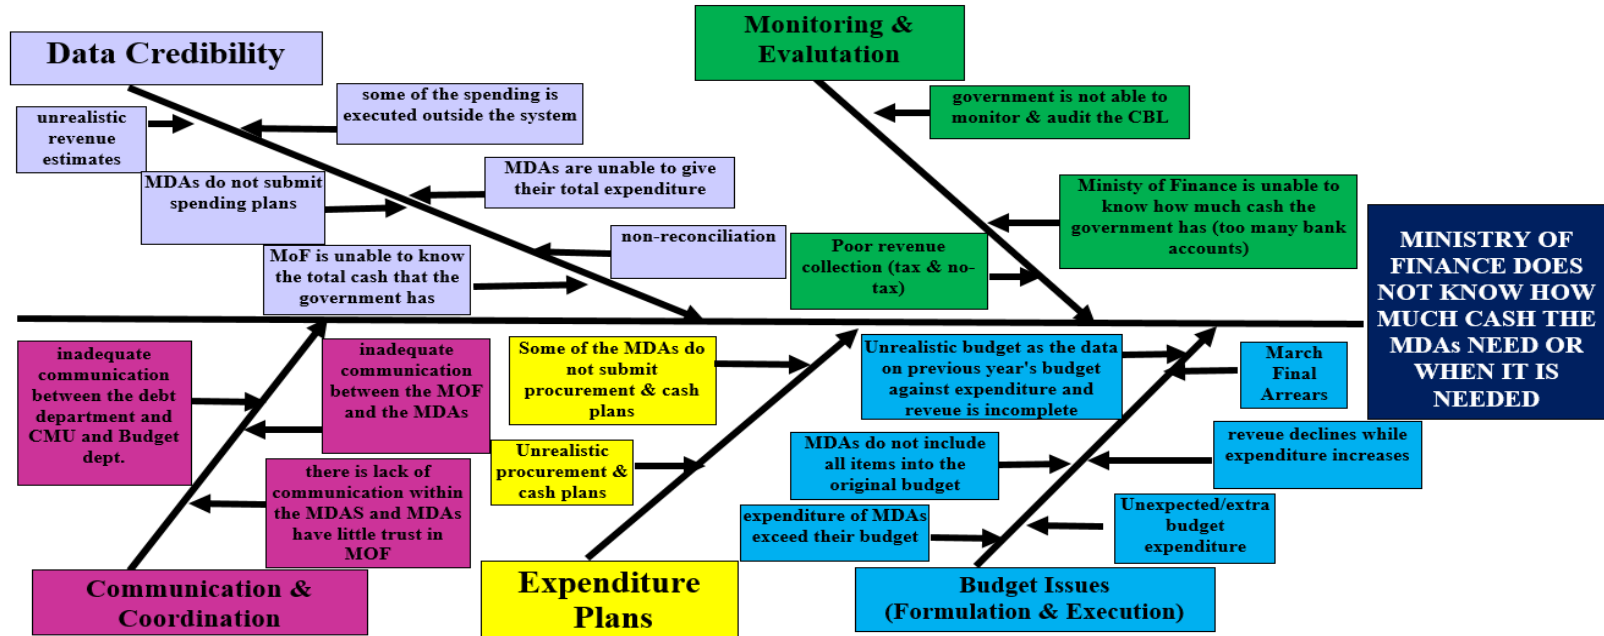 Data Credibility
unrealistic
revenue
estimates
some of the spending is
executed outside the system
MDAs do not submit
spending plans
MDAs are unable to give
their total expenditure
MoF is unable to know
the total cash that the
government has
non-reconciliation
Monitoring &
Evalutation
government is not able to
monitor & audit the CBL
Ministy of Finance is unable to
know how much cash the
government has (too many bank
accounts)
Poor revenue
collection (tax & no-
tax)
MINISTRY OF
FINANCE DOES
NOT KNOW HOW
MUCH CASH THE
MDAs NEED OR
WHEN IT IS
NEEDED
inadequate
communication
between the debt
department and
CMU and Budget
dept.
inadequate
communication
between the MOF
and the MDAs
there is lack of
communication within
the MDAS and MDAs
have little trust in
MOF
Communication &
Coordination
Some of the MDAs do
not submit
procurement & cash
plans
Unrealistic
procurement &
cash plans
Expenditure
Plans
Unrealistic budget as the data
on previous year's budget
against expenditure and
reveue is incomplete
March
Final
Arrears
MDAs do not include
all items into the
original budget
reveue declines while
expenditure increases
expenditure of MDAs
exceed their budget
Unexpected/extra
budget
expenditure
Budget Issues
(Formulation & Execution)